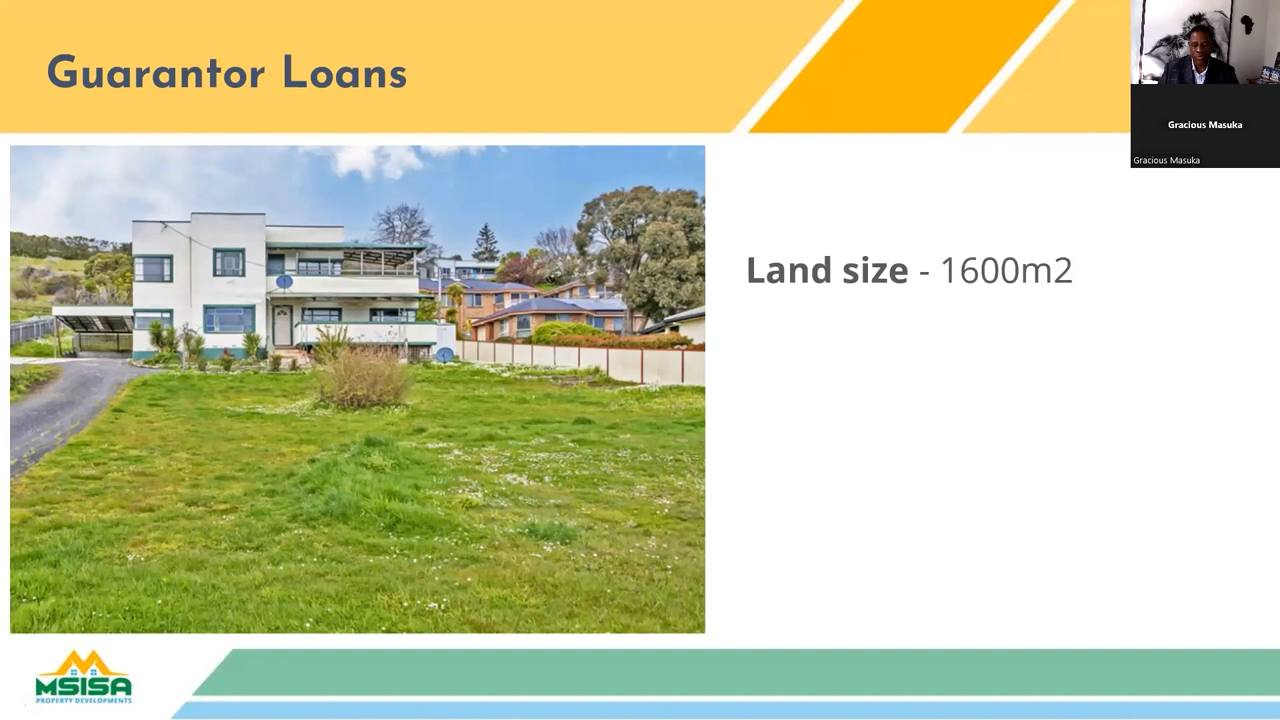 Guarantor Loans
Gracious Masuka
Gracious Masuka
Land size - 1600m2
MSISA
PROPERTY DEVELOPMENTS